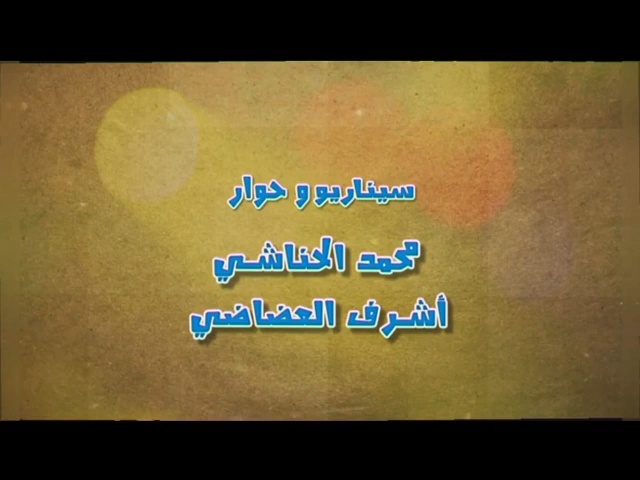 سيناريو و حوار
محمد الحناشي
أشرف العضاضي